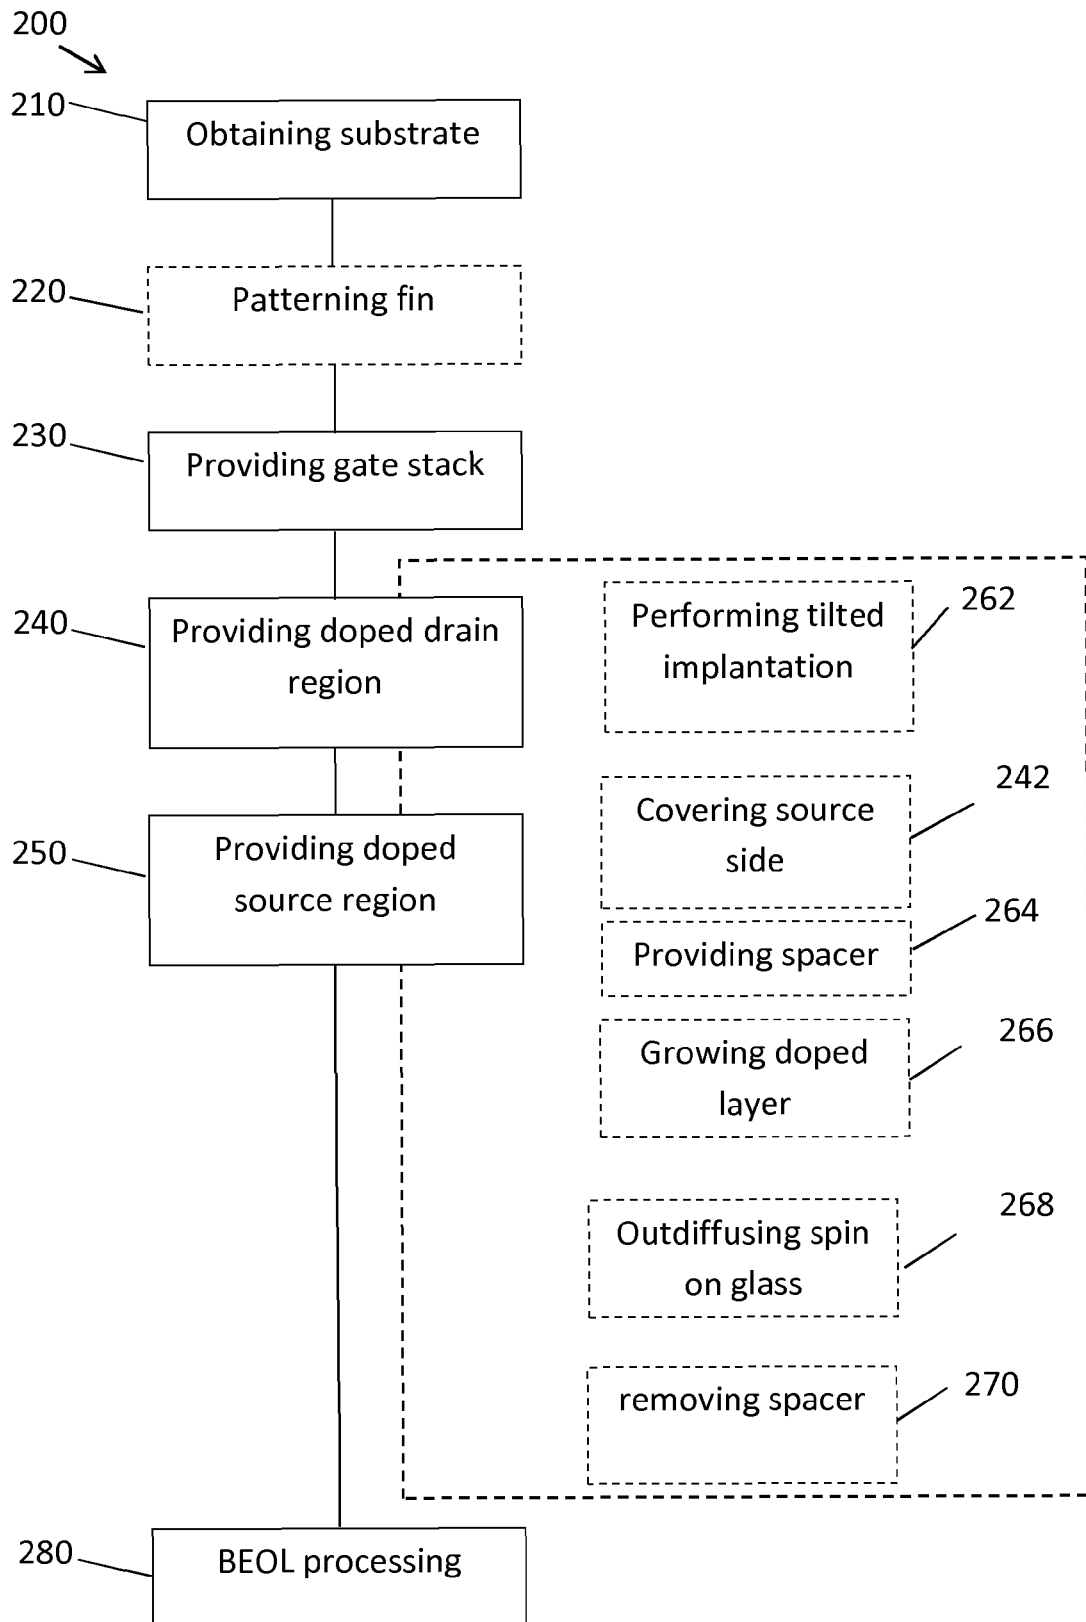 200
210
Obtaining substrate
220
Patterning fin
230
Providing gate stack
240
Providing doped drain
region
250
Providing doped
source region
262
Performing tilted
implantation
242
Covering source
side
264
Providing spacer
266
Growing doped
layer
268
Outdiffusing spin
on glass
270
removing spacer
280
BEOL processing